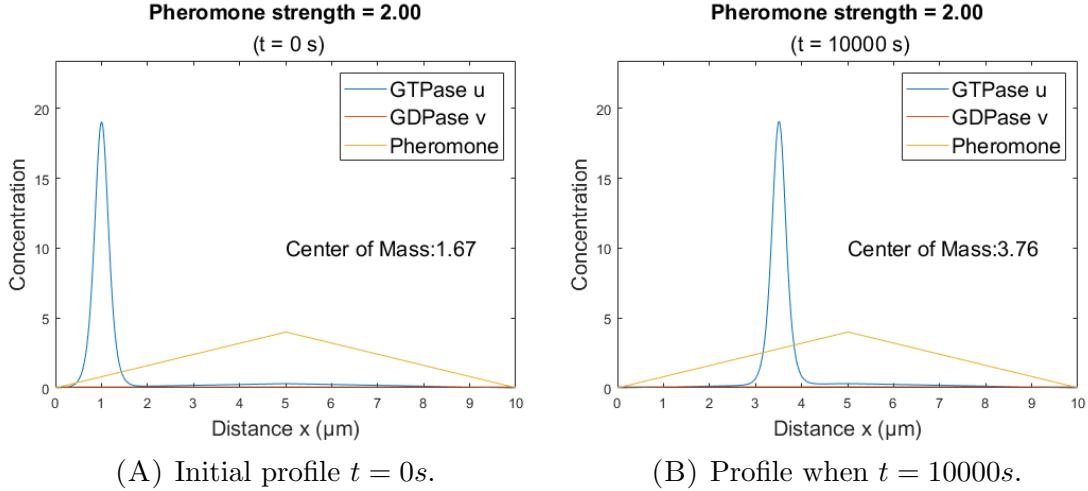 Pheromone strength = 2.00
(t = 0 s)
GTPase u
GDPase v
Pheromone
Center of Mass:1.67
Concentration
20
15
10
5
0
0 1 2 3 4 5 6 7 8 9 10
Distance x (µm)
(A) Initial profile t = 0s.
Pheromone strength = 2.00
(t = 10000 s)
GTPase u
GDPase v
Pheromone
Center of Mass:3.76
Concentration
20
15
10
5
0
0 1 2 3 4 5 6 7 8 9 10
Distance x (µm)
(B) Profile when t = 10000s.